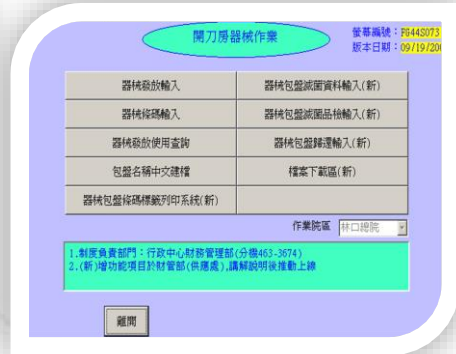 開刀房器械作業
螢幕編號：FG44S073
版本日期：09/19/200
器械發放輸入
器械包盤滅菌資料輸入(新)
器械條碼輸入
器械包盤滅菌品檢輸入(新)
器械發放使用查詢
器械包盤歸還輸入(新)
包盤名稱中文建檔
檔案下載區(新)
器械包盤條碼標籤列印系統(新)
作業院區 林口總院
1.制度負責部門：行政中心財務管理部(分機463-3674)
2.(新)增功能項目於財管部(供應處),講解說明後推動上線
離開